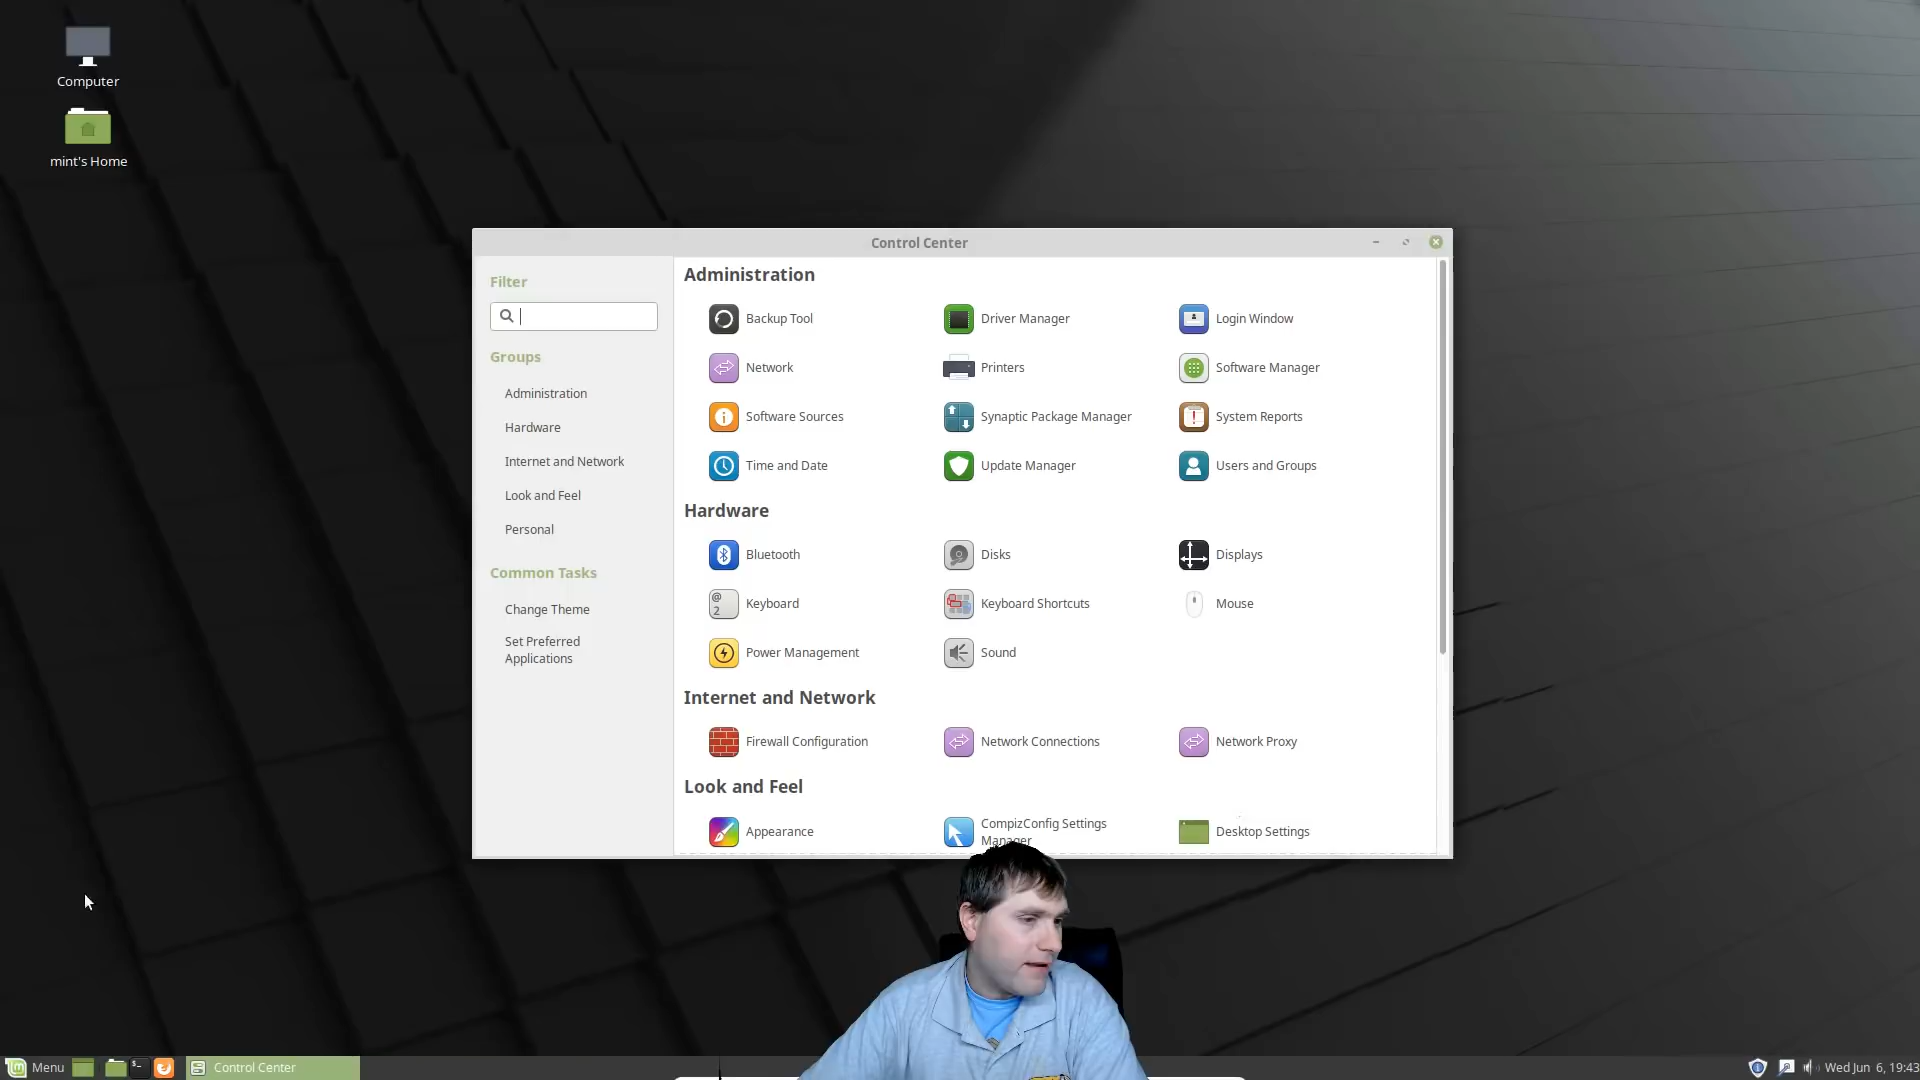 Computer
mint's Home
Control Center
Filter
Groups
Administration
Hardware
Internet and Network
Look and Feel
Personal
Common Tasks
Change Theme
Set Preferred
Applications
Administration
Backup Tool
Driver Manager
Login Window
Network
Printers
Software Manager
Software Sources
Synaptic Package Manager
System Reports
Time and Date
Update Manager
Users and Groups
Hardware
Bluetooth
Disks
Displays
Keyboard
Keyboard Shortcuts
Mouse
Power Management
Sound
Internet and Network
Firewall Configuration
Network Connections
Network Proxy
Look and Feel
Appearance
CompizConfig Settings
Manager
Desktop Settings
Menu
Control Center
Wed Jun 6, 19:43